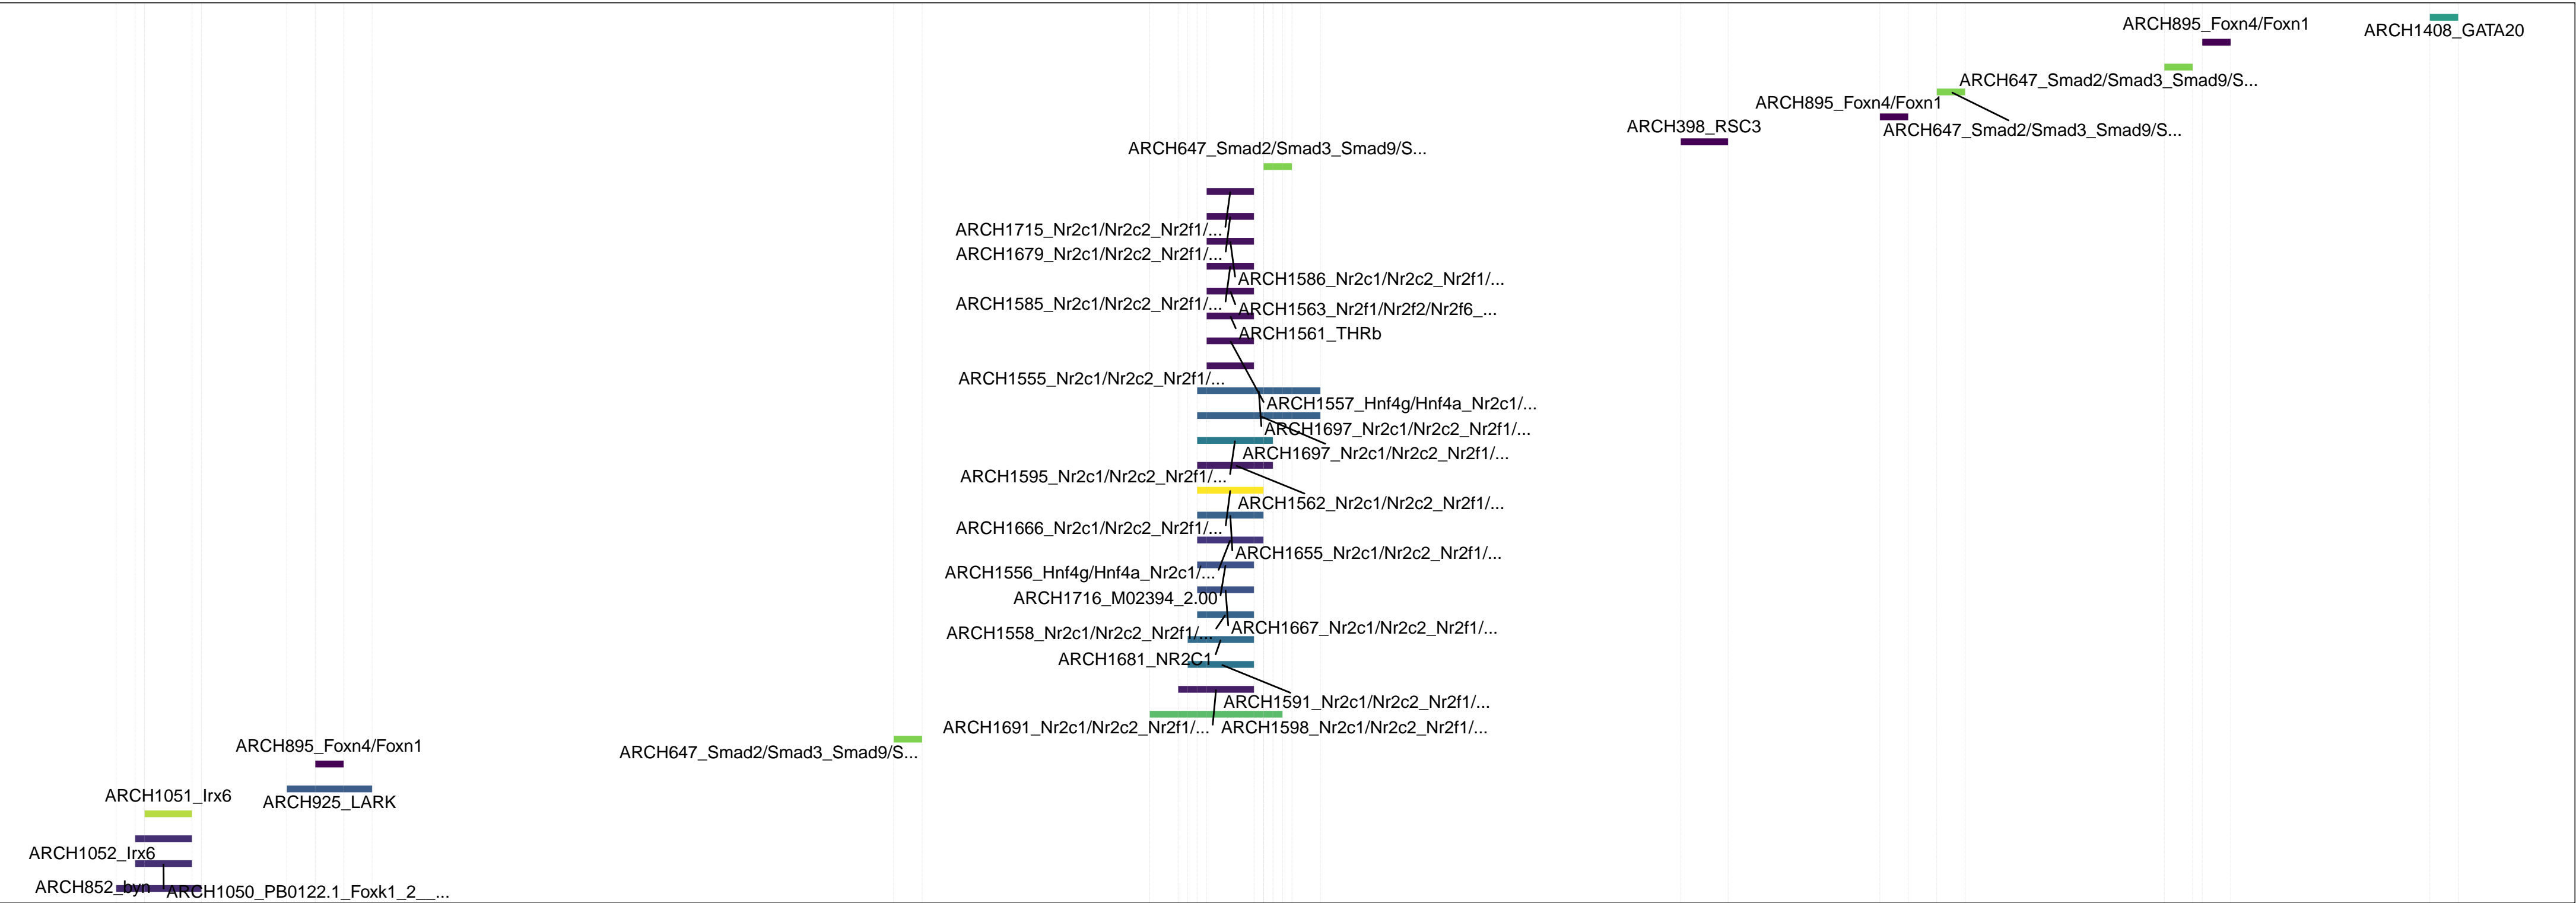 ARCH895_Foxn4/Foxn1
ARCH1408_GATA20
ARCH647_Smad2/Smad3_Smad9/S...
ARCH895_Foxn4/Foxn1
ARCH398_RSC3
ARCH647_Smad2/Smad3_Smad9/S...
ARCH647_Smad2/Smad3_Smad9/S...
ARCH1715_Nr2c1/Nr2c2_Nr2f1/...
ARCH1679_Nr2c1/Nr2c2_Nr2f1/...
ARCH1586_Nr2c1/Nr2c2_Nr2f1/...
ARCH1585_Nr2c1/Nr2c2_Nr2f1/...
ARCH1563_Nr2f1/Nr2f2/Nr2f6_...
ARCH1561_THRb
ARCH1555_Nr2c1/Nr2c2_Nr2f1/...
ARCH1557_Hnf4g/Hnf4a_Nr2c1/...
ARCH1697_Nr2c1/Nr2c2_Nr2f1/...
ARCH1697_Nr2c1/Nr2c2_Nr2f1/...
ARCH1595_Nr2c1/Nr2c2_Nr2f1/...
ARCH1562_Nr2c1/Nr2c2_Nr2f1/...
ARCH1666_Nr2c1/Nr2c2_Nr2f1/...
ARCH1655_Nr2c1/Nr2c2_Nr2f1/...
ARCH1556_Hnf4g/Hnf4a_Nr2c1/...
ARCH1716_M02394_2.00
ARCH1667_Nr2c1/Nr2c2_Nr2f1/...
ARCH1558_Nr2c1/Nr2c2_Nr2f1/...
ARCH1681_NR2C1
ARCH1591_Nr2c1/Nr2c2_Nr2f1/...
ARCH1691_Nr2c1/Nr2c2_Nr2f1/...
ARCH1598_Nr2c1/Nr2c2_Nr2f1/...
ARCH895_Foxn4/Foxn1
ARCH647_Smad2/Smad3_Smad9/S...
ARCH1051_Irx6
ARCH925_LARK
ARCH1052_Irx6
ARCH852_byn
ARCH1050_PB0122.1_Foxk1_2__...